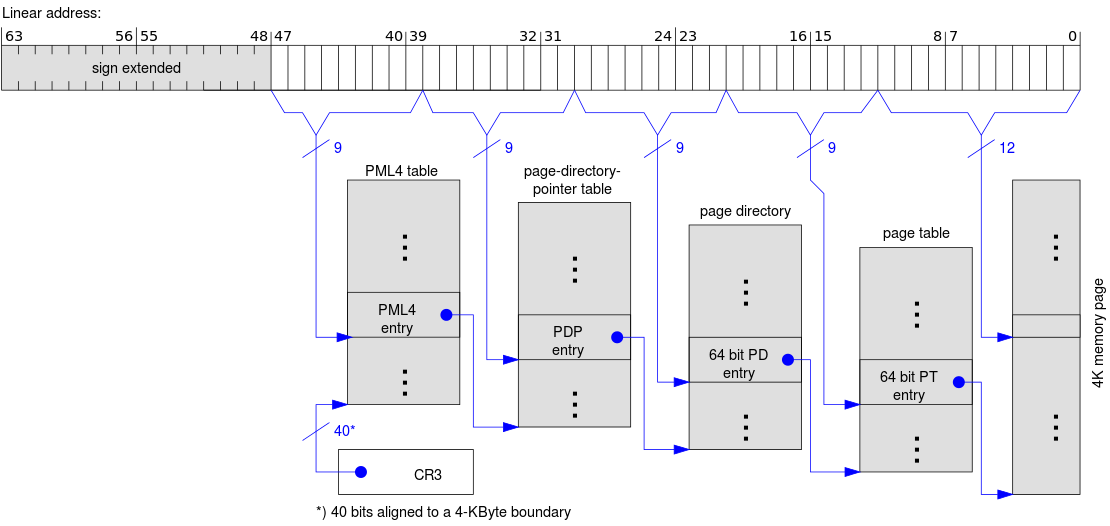 Linear address:
63 56 55 48 47 40 39 32 31 24 23 16 15 8 7 0
sign extended
9 9 9 9 12
PML4 table
page-directory-
pointer table
page directory
page table
PML4
entry
PDP
entry
64 bit PD
entry
64 bit PT
entry
4K memory page
40*
CR3
*) 40 bits aligned to a 4-KByte boundary